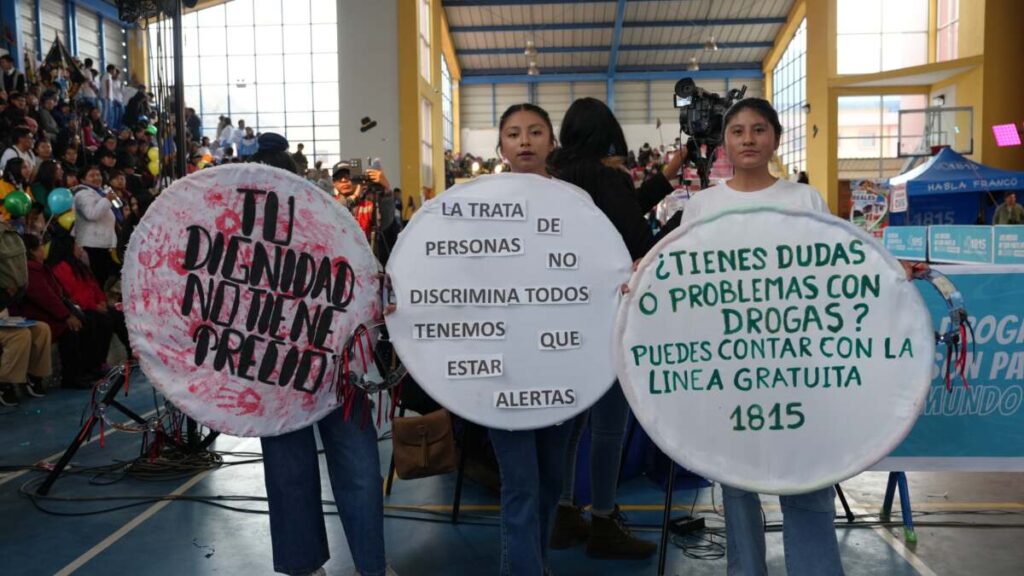 TU
DIGNIDAD
NO TIENE
PRECIO
LA TRATA DE
PERSONAS NO
DISCRIMINA TODOS
TENEMOS QUE
ESTAR
ALERTAS
¿TIENES DUDAS
O PROBLEMAS CON
DROGAS?
PUEDES CONTAR CON LA
LINEA GRATUITA
1815
HABLA FRANCO
1815
MUNDO